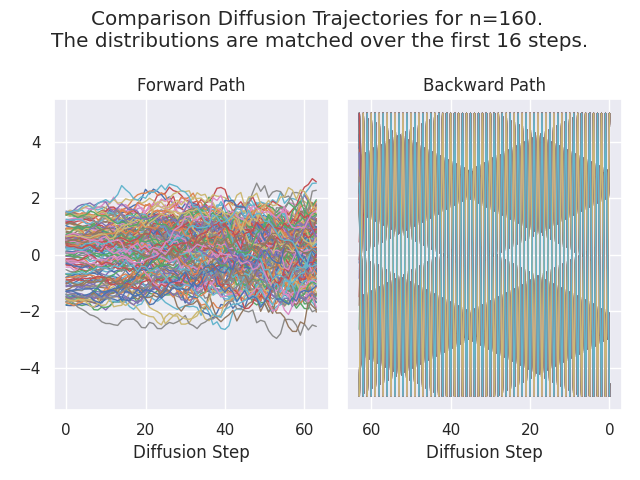 Comparison Diffusion Trajectories for n=160.
The distributions are matched over the first 16 steps.
Forward Path
Backward Path
4
2
0
−2
−4
0 20 40 60
60 40 20 0
Diffusion Step
Diffusion Step